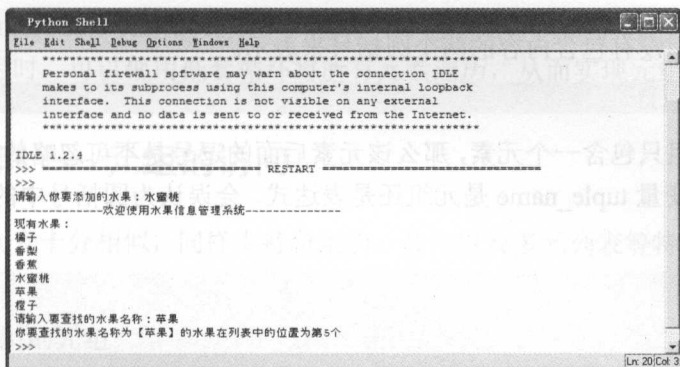 Python Shell
File Edit Shell Debug Options Windows Help
****************************************************************
Personal firewall software may warn about the connection IDLE
makes to its subprocess using this computer's internal loopback
interface. This connection is not visible on any external
interface and no data is sent to or received from the Internet.
****************************************************************
IDLE 1.2.4
>>> ================================ RESTART ================================
>>>
请输入你要添加的水果：水蜜桃
-------------欢迎使用水果信息管理系统--------------
现有水果：
橘子
香梨
香蕉
水蜜桃
苹果
橙子
请输入要查找的水果名称：苹果
你要查找的水果名称为【苹果】的水果在列表中的位置为第5个
>>>
Ln: 20 Col: 3